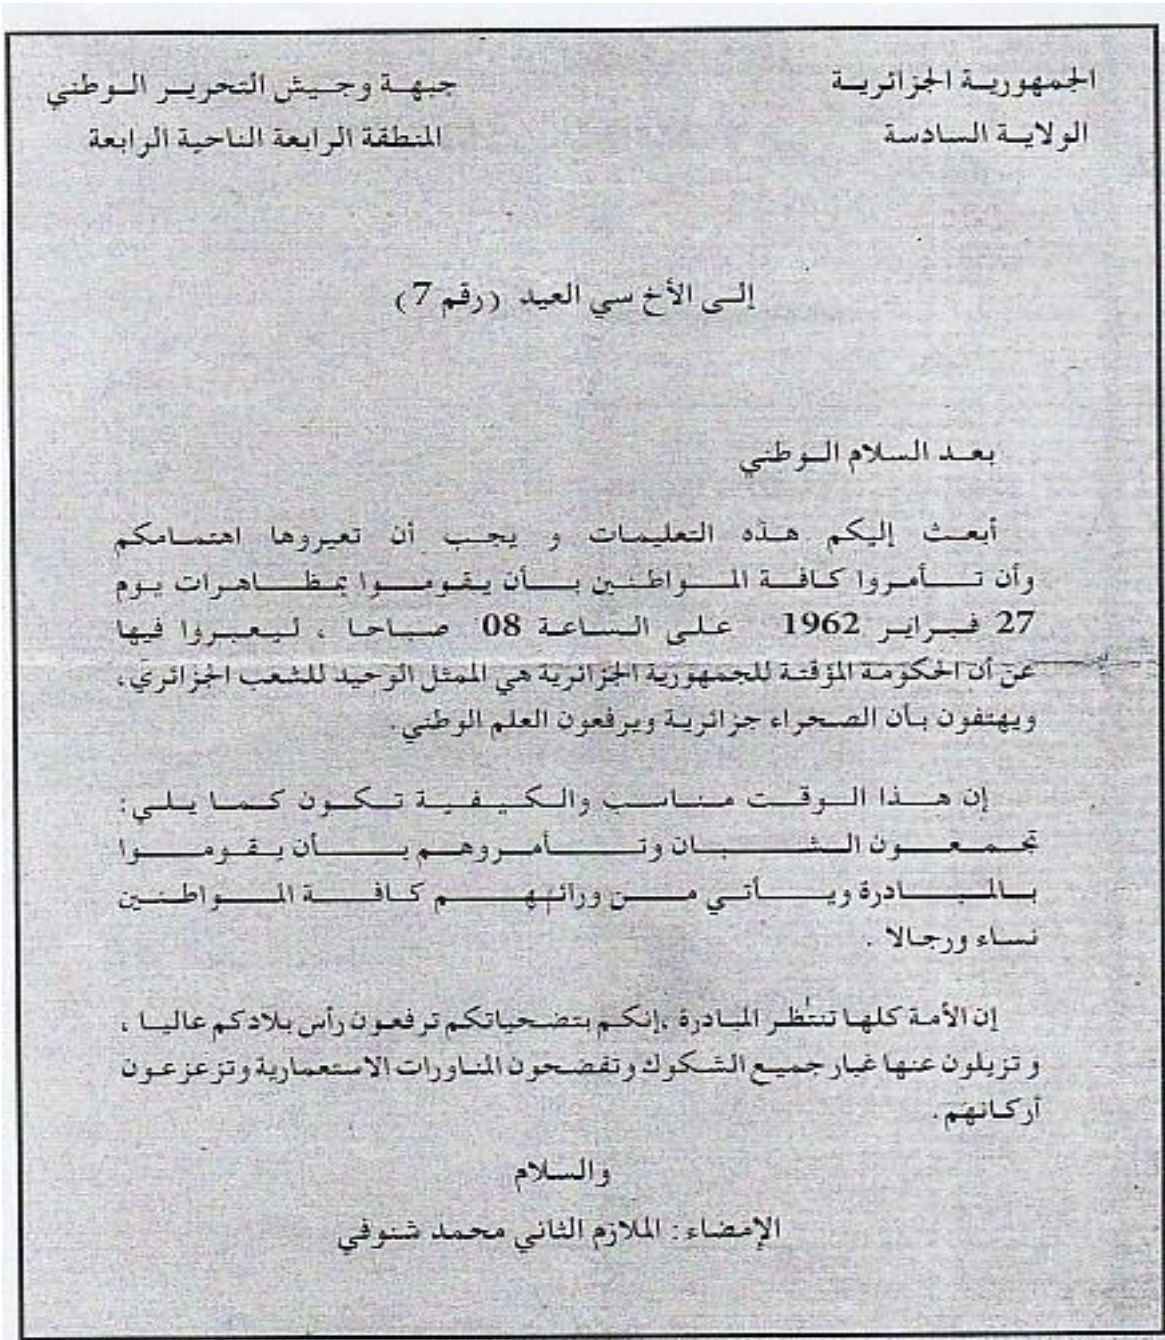 الجمهورية الجزائرية
جبهة وجيش التحرير الوطني
الولاية السادسة
المنطقة الرابعة الناحية الرابعة
إلى الأخ سي العيد (رقم 7)
بعد السلام الوطني
أبعث إليكم هذه التعليمات و يجب أن تعيروها اهتمامكم
وأن تأمروا كافة المواطنين بأن يقوموا بمظاهرات يوم
27 فبراير 1962 على الساعة 08 صباحا ، ليعبروا فيها
عن أن الحكومة المؤقتة للجمهورية الجزائرية هي الممثل الوحيد للشعب الجزائري،
ويهتفون بأن الصحراء جزائرية ويرفعون العلم الوطني.
إن هذا الوقت مناسب والكيفية تكون كما يلي:
تجمعون الشبان وتأمروهم بأن يقوموا
بالمبادرة ويأتي من ورائهم كافة المواطنين
نساء ورجالا .
إن الأمة كلها تنتظر المبادرة ،إنكم بتضحياتكم ترفعون رأس بلادكم عاليا ،
و تزيلون عنها غبار جميع الشكوك وتفضحون المناورات الاستعمارية وتزعزعون
أركانهم.
والسلام
الإمضاء: الملازم الثاني محمد شنوفي